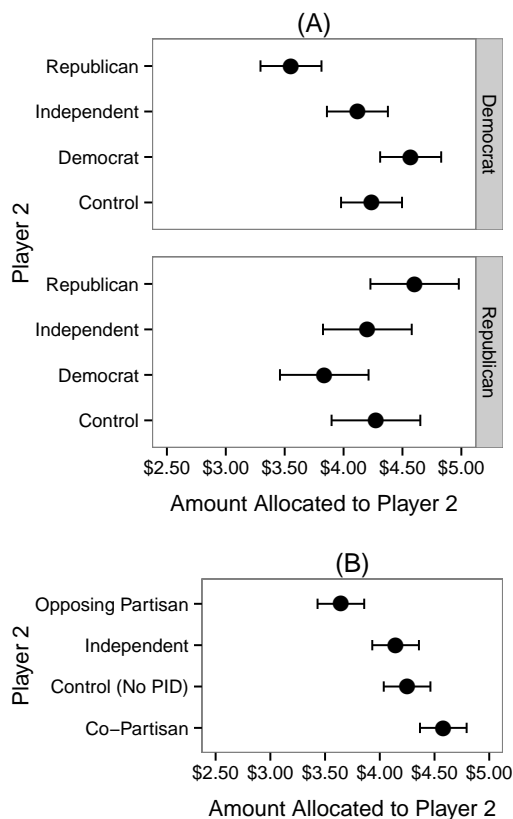 (A)
Republican
Independent
Democrat
Control
Democrat
Player 2
Republican
Independent
Democrat
Control
Republican
$2.50 $3.00 $3.50 $4.00 $4.50 $5.00
Amount Allocated to Player 2
(B)
Opposing Partisan
Independent
Control (No PID)
Co−Partisan
Player 2
$2.50 $3.00 $3.50 $4.00 $4.50 $5.00
Amount Allocated to Player 2